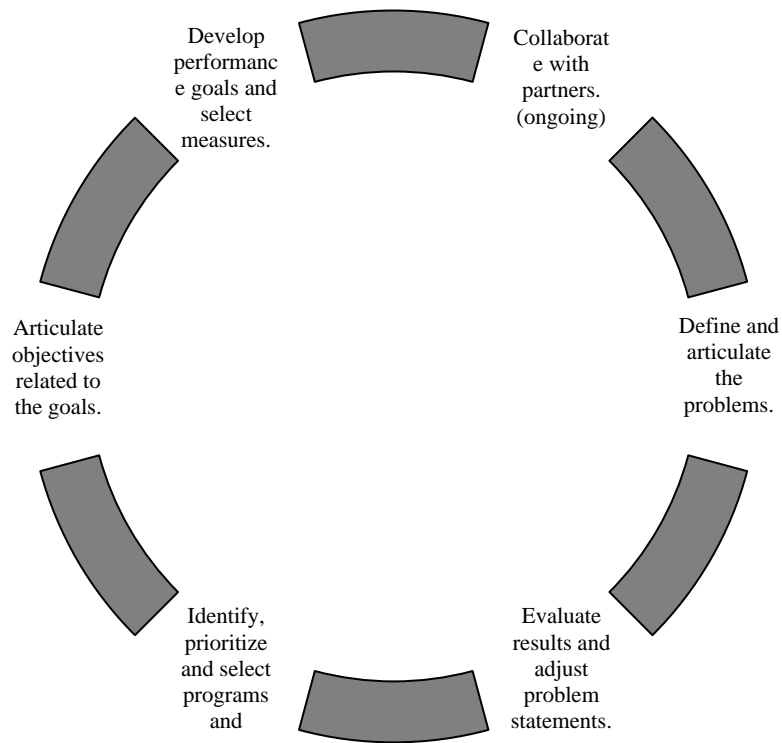 Develop
performanc
e goals and
select
measures.
Collaborat
e with
partners.
(ongoing)
Articulate
objectives
related to
the goals.
Define and
articulate
the
problems.
Identify,
prioritize
and select
programs
and
Evaluate
results and
adjust
problem
statements.